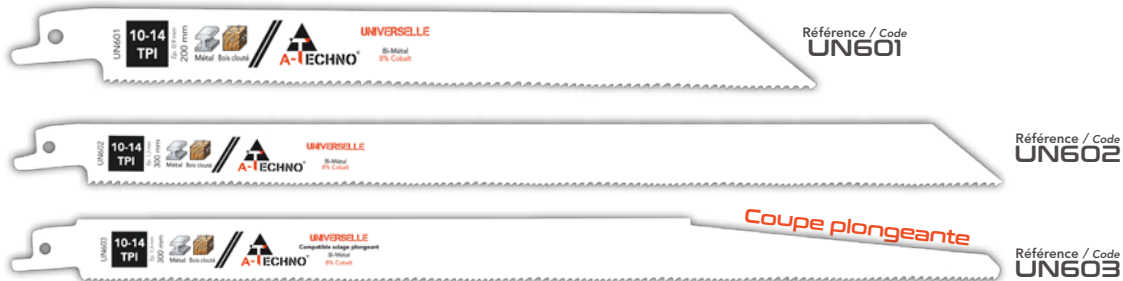 UN601
10-14
TPI
Ep. 0,9 mm
200 mm
Métal Bois clouté
A-TECHNO®
UNIVERSELLE
Bi-Métal
8% Cobalt
Référence / Code
UN601
UN602
10-14
TPI
300 mm
Métal Bois clouté
A-TECHNO®
UNIVERSELLE
Bi-Métal
8% Cobalt
Référence / Code
UN602
UN603
10-14
TPI
300 mm
Métal Bois clouté
A-TECHNO®
UNIVERSELLE
Compatible sciage plongeant
Bi-Métal
8% Cobalt
Coupe plongeante
Référence / Code
UN603